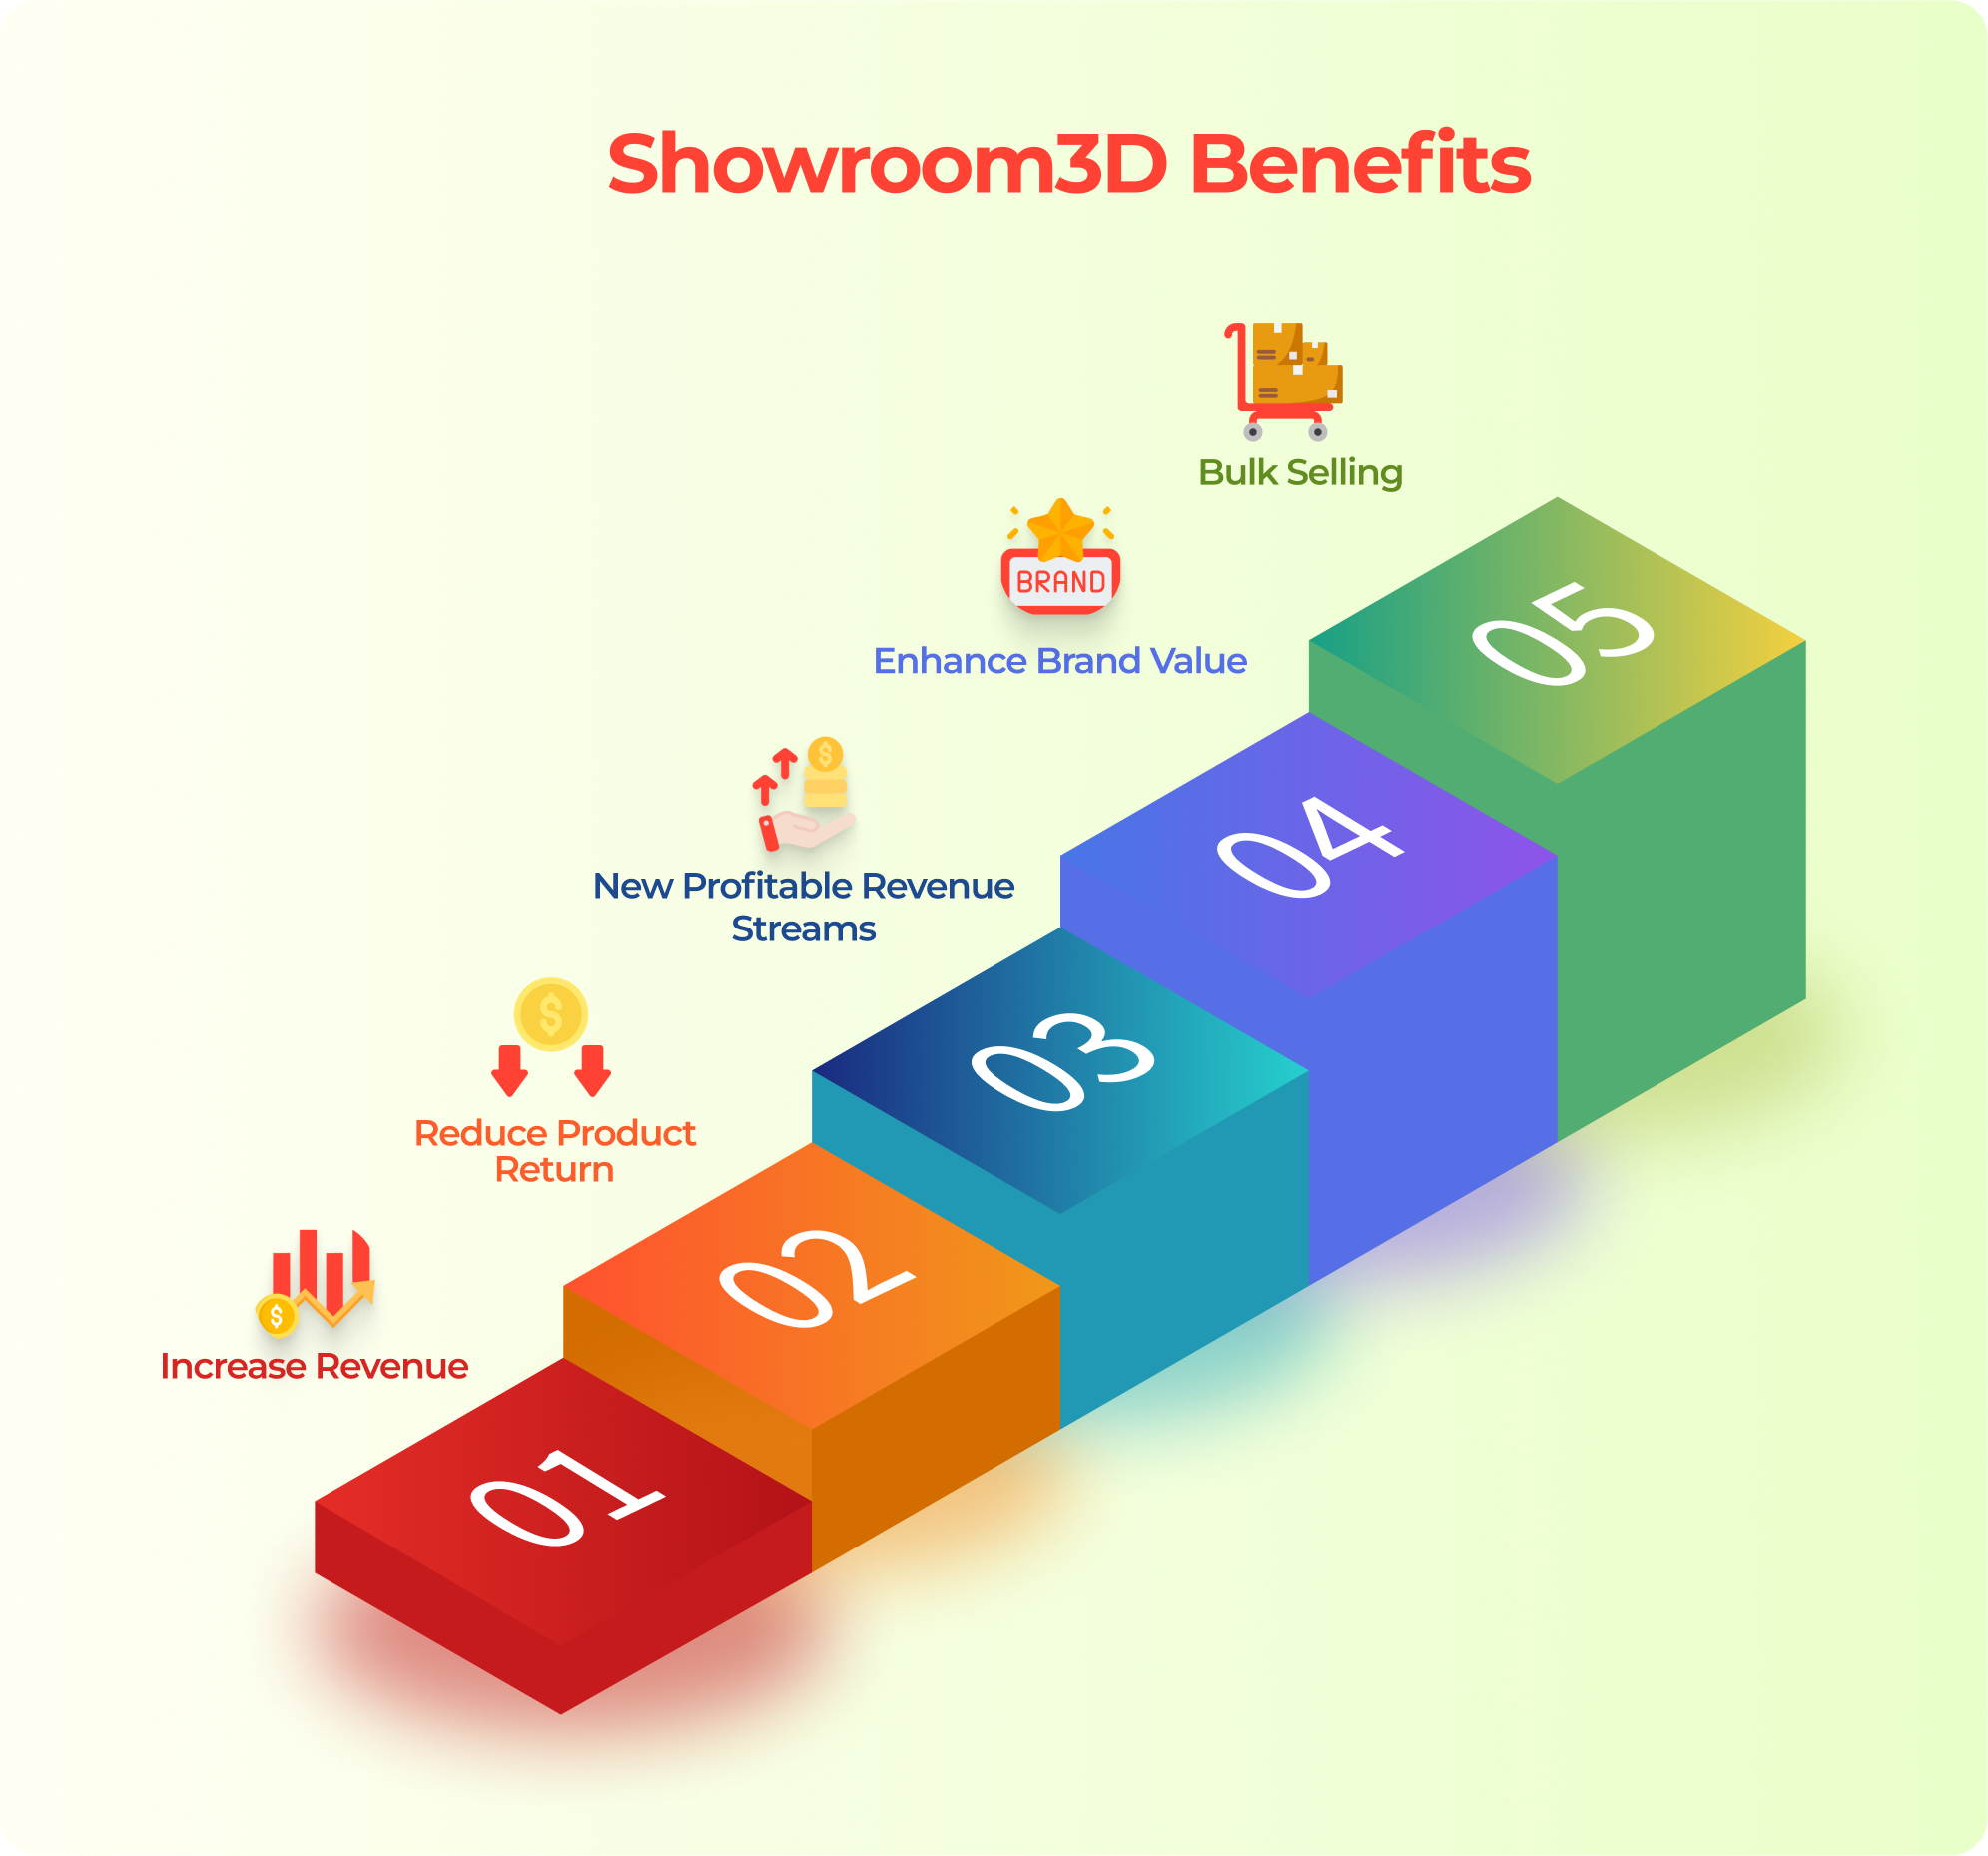 Showroom3D Benefits
Bulk Selling
BRAND
Enhance Brand Value
05
$
New Profitable Revenue
Streams
04
$
Reduce Product
Return
03
$
Increase Revenue
02
01